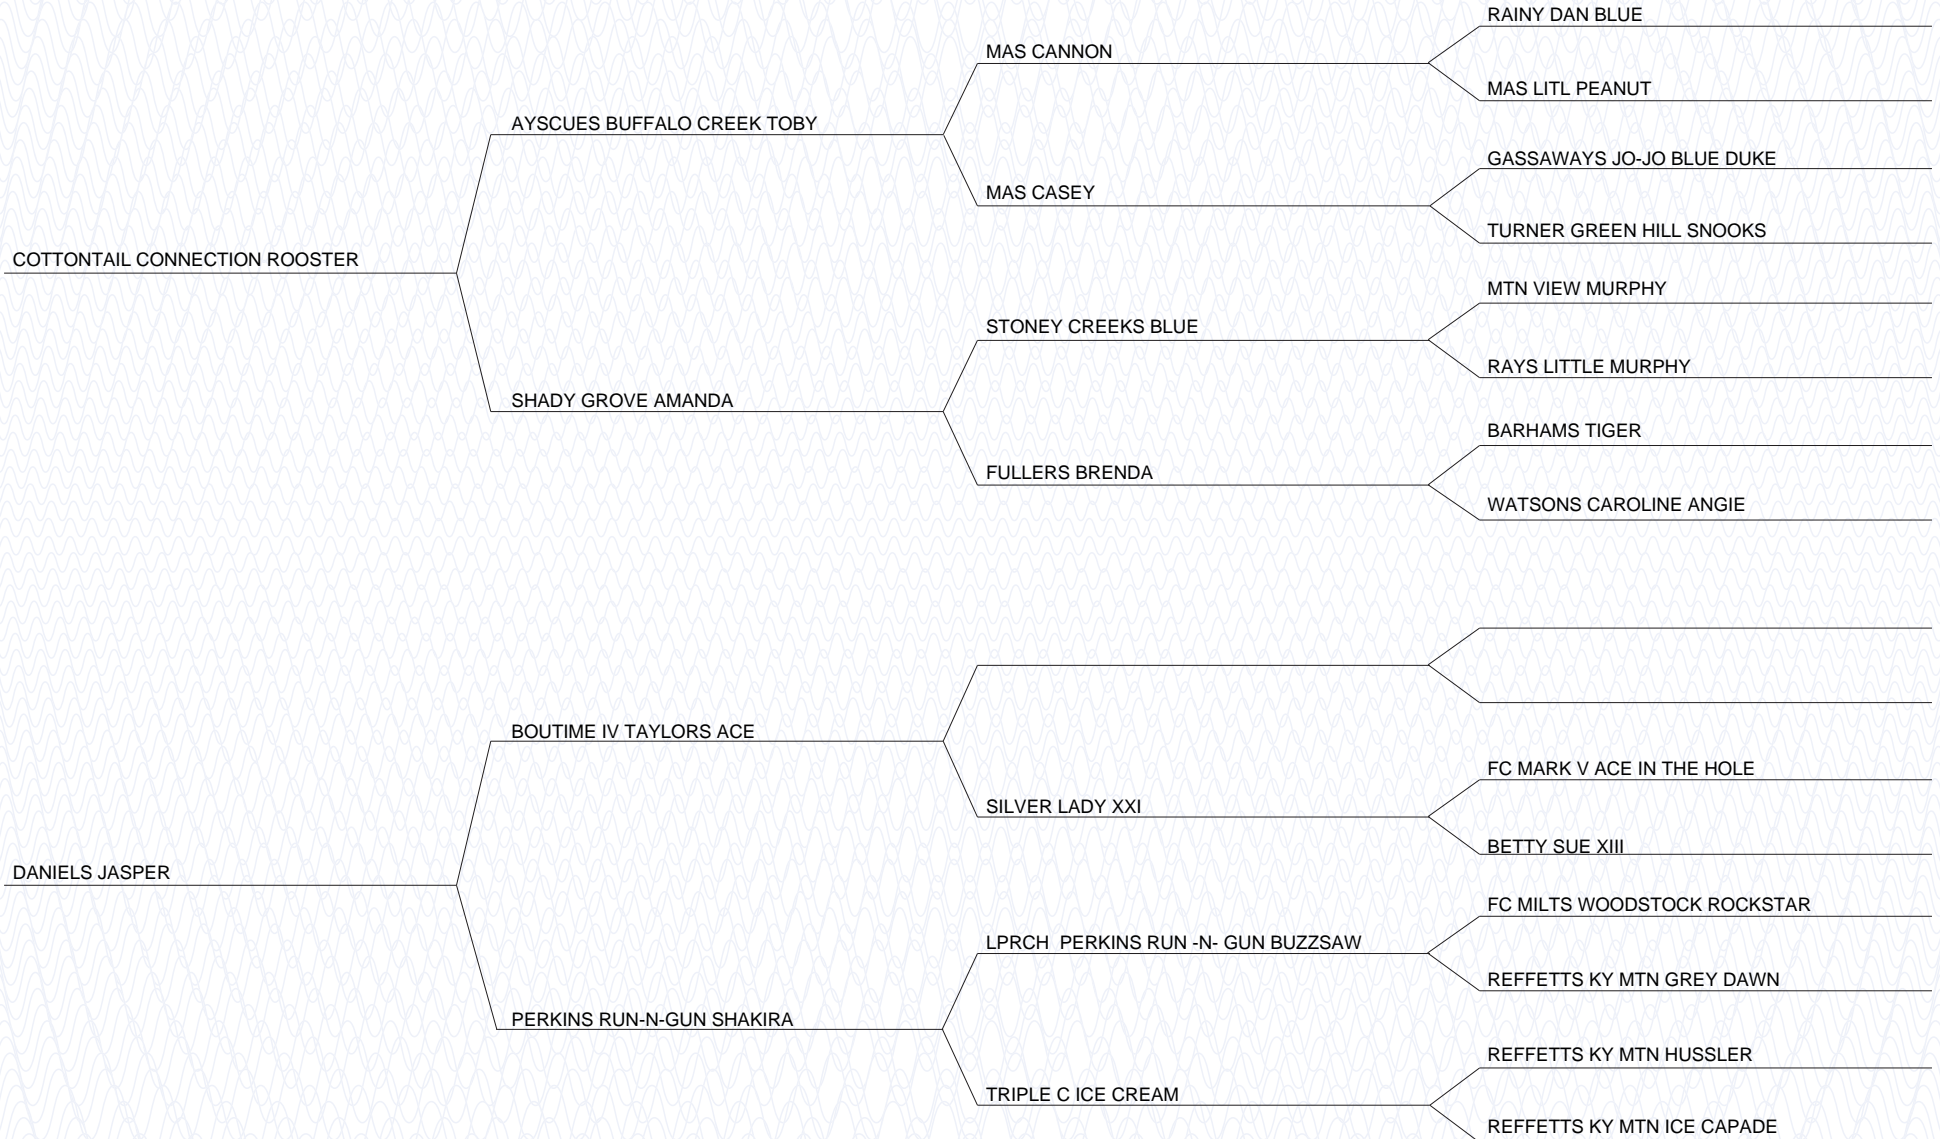 RAINY DAN BLUE
MAS CANNON
MAS LITL PEANUT
AYSCUES BUFFALO CREEK TOBY
GASSAWAYS JO-JO BLUE DUKE
MAS CASEY
TURNER GREEN HILL SNOOKS
COTTONTAIL CONNECTION ROOSTER
MTN VIEW MURPHY
STONEY CREEKS BLUE
RAYS LITTLE MURPHY
SHADY GROVE AMANDA
BARHAMS TIGER
FULLERS BRENDA
WATSONS CAROLINE ANGIE
BOUTIME IV TAYLORS ACE
FC MARK V ACE IN THE HOLE
SILVER LADY XXI
BETTY SUE XIII
DANIELS JASPER
FC MILTS WOODSTOCK ROCKSTAR
LPRCH  PERKINS RUN -N- GUN BUZZSAW
REFFETTS KY MTN GREY DAWN
PERKINS RUN-N-GUN SHAKIRA
REFFETTS KY MTN HUSSLER
TRIPLE C ICE CREAM
REFFETTS KY MTN ICE CAPADE